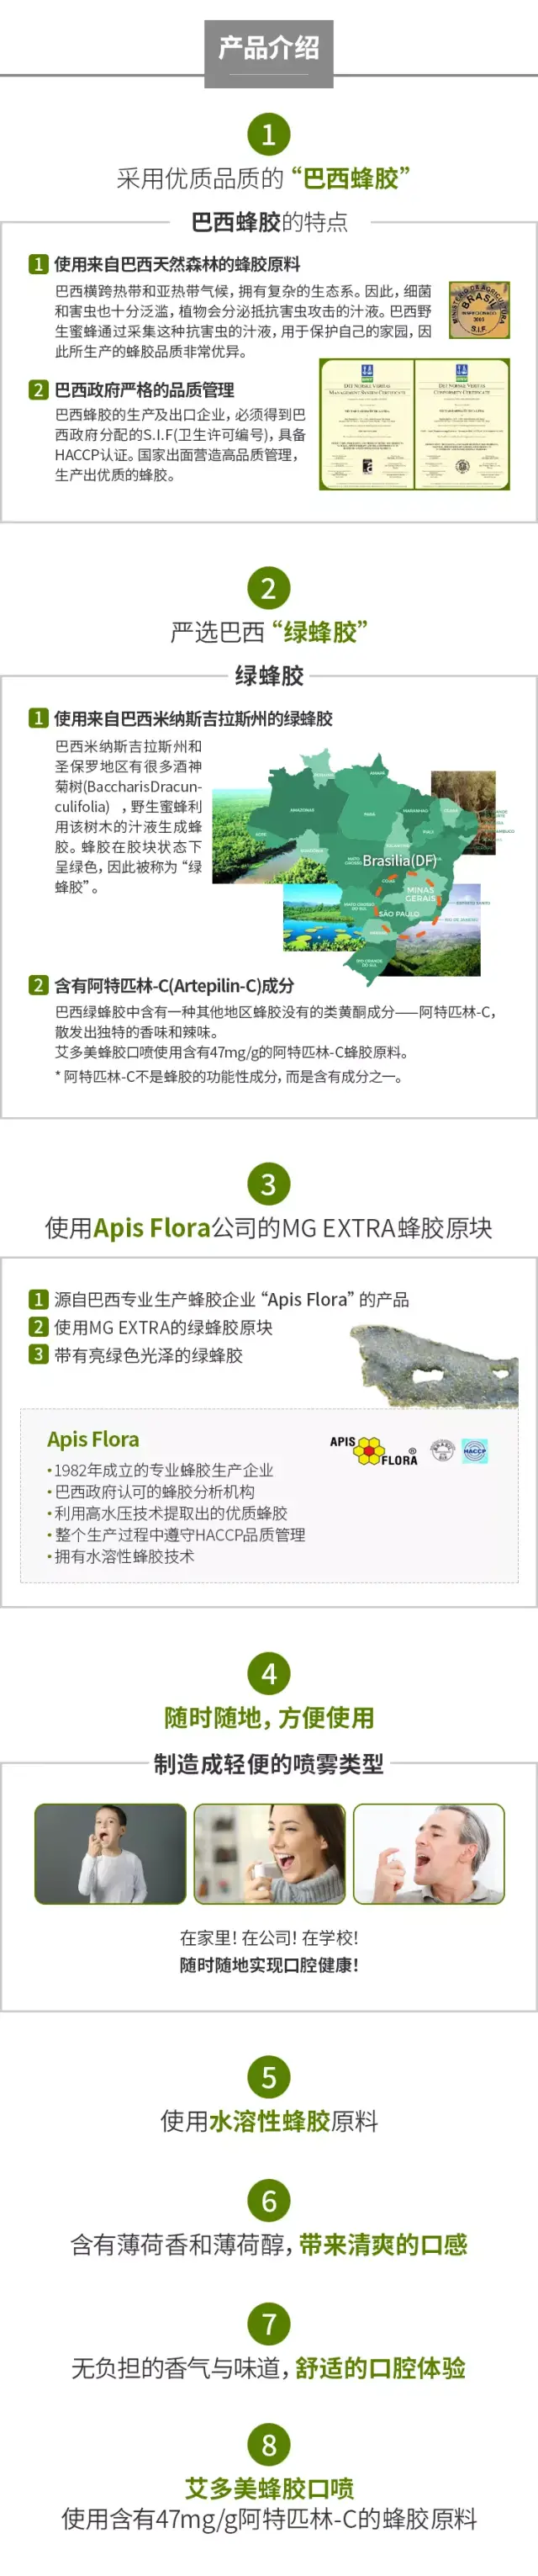 产品介绍
1
采用优质品质的“巴西蜂胶”
巴西蜂胶的特点
1 使用来自巴西天然森林的蜂胶原料
巴西横跨热带和亚热带气候，拥有复杂的生态系。因此，细菌
和害虫也十分泛滥，植物会分泌抵抗害虫攻击的汁液。巴西野
生蜜蜂通过采集这种抗害虫的汁液，用于保护自己的家园，因
此所生产的蜂胶品质非常优异。
BRASIL
S.I.F.
2 巴西政府严格的品质管理
巴西蜂胶的生产及出口企业，必须得到巴
西政府分配的S.I.F(卫生许可编号)，具备
HACCP认证。国家出面营造高品质管理，
生产出优质的蜂胶。
DET NORSKE VERITAS
MANAGEMENT SYSTEM CERTIFICATE
DET NORSKE VERITAS
CONFORMITY CERTIFICATE
2
严选巴西“绿蜂胶”
绿蜂胶
1 使用来自巴西米纳斯吉拉斯州的绿蜂胶
巴西米纳斯吉拉斯州和
圣保罗地区有很多酒神
菊树(BaccharisDracun-
culifolia) ，野生蜜蜂利
用该树木的汁液生成蜂
胶。蜂胶在胶块状态下
呈绿色，因此被称为“绿
蜂胶”。
Brasilia(DF)
MINAS
GERAIS
SÃO PAULO
2 含有阿特匹林-C(Artepilin-C)成分
巴西绿蜂胶中含有一种其他地区蜂胶没有的类黄酮成分——阿特匹林-C，
散发出独特的香味和辣味。
艾多美蜂胶口喷使用含有47mg/g的阿特匹林-C蜂胶原料。
* 阿特匹林-C不是蜂胶的功能性成分，而是含有成分之一。
3
使用Apis Flora公司的MG EXTRA蜂胶原块
1 源自巴西专业生产蜂胶企业“Apis Flora”的产品
2 使用MG EXTRA的绿蜂胶原块
3 带有亮绿色光泽的绿蜂胶
Apis Flora
APIS FLORA®
HACCP
•1982年成立的专业蜂胶生产企业
•巴西政府认可的蜂胶分析机构
•利用高水压技术提取出的优质蜂胶
•整个生产过程中遵守HACCP品质管理
•拥有水溶性蜂胶技术
4
随时随地，方便使用
制造成轻便的喷雾类型
在家里！在公司！在学校！
随时随地实现口腔健康！
5
使用水溶性蜂胶原料
6
含有薄荷香和薄荷醇，带来清爽的口感
7
无负担的香气与味道，舒适的口腔体验
8
艾多美蜂胶口喷
使用含有47mg/g阿特匹林-C的蜂胶原料